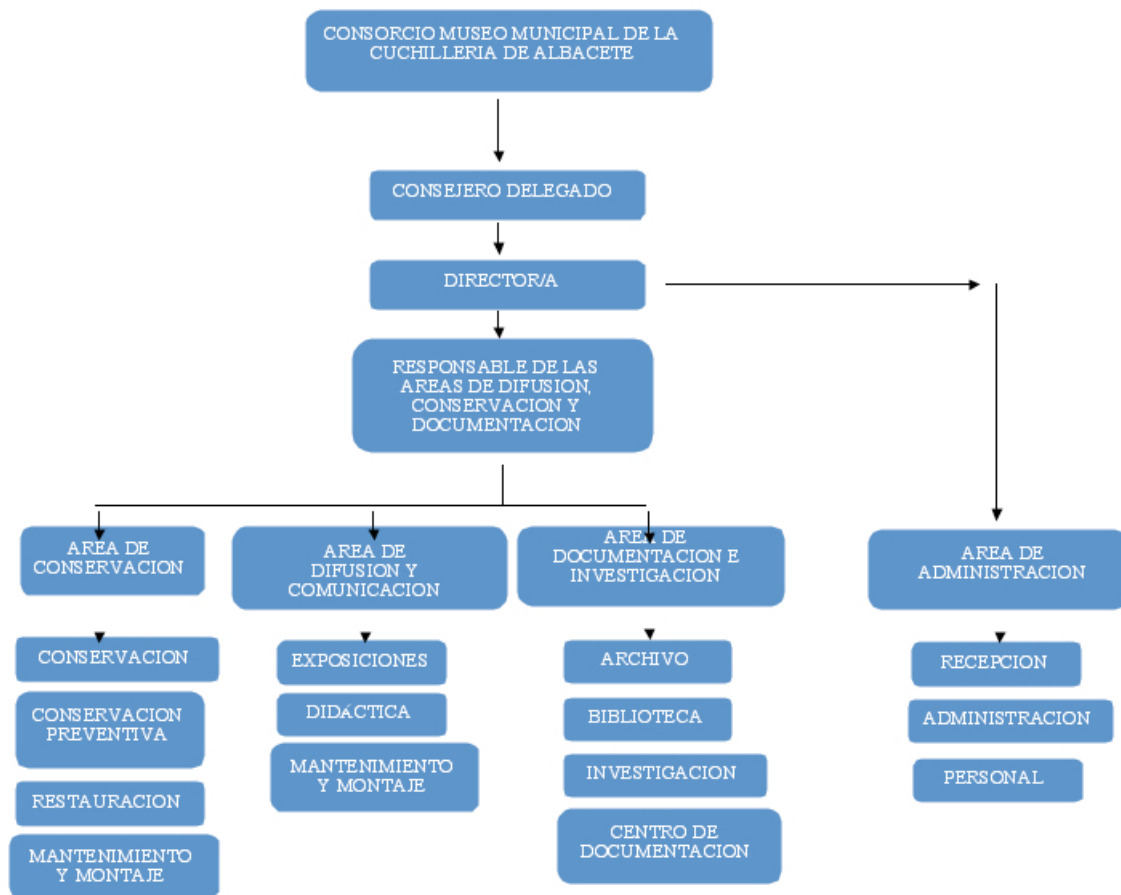 CONSORCIO MUSEO MUNICIPAL DE LA
CUCHILLERIA DE ALBACETE
CONSEJERO DELEGADO
DIRECTOR/A
RESPONSABLE DE LAS
AREAS DE DIFUSION,
CONSERVACION Y
DOCUMENTACION
AREA DE
CONSERVACION
CONSERVACION
CONSERVACION
PREVENTIVA
RESTAURACION
MANTENIMIENTO
Y MONTAJE
AREA DE
DIFUSION Y
COMUNICACION
EXPOSICIONES
DIDÁCTICA
MANTENIMIENTO
Y MONTAJE
AREA DE
DOCUMENTACION E
INVESTIGACION
ARCHIVO
BIBLIOTECA
INVESTIGACION
CENTRO DE
DOCUMENTACION
AREA DE
ADMINISTRACION
RECEPCION
ADMINISTRACION
PERSONAL